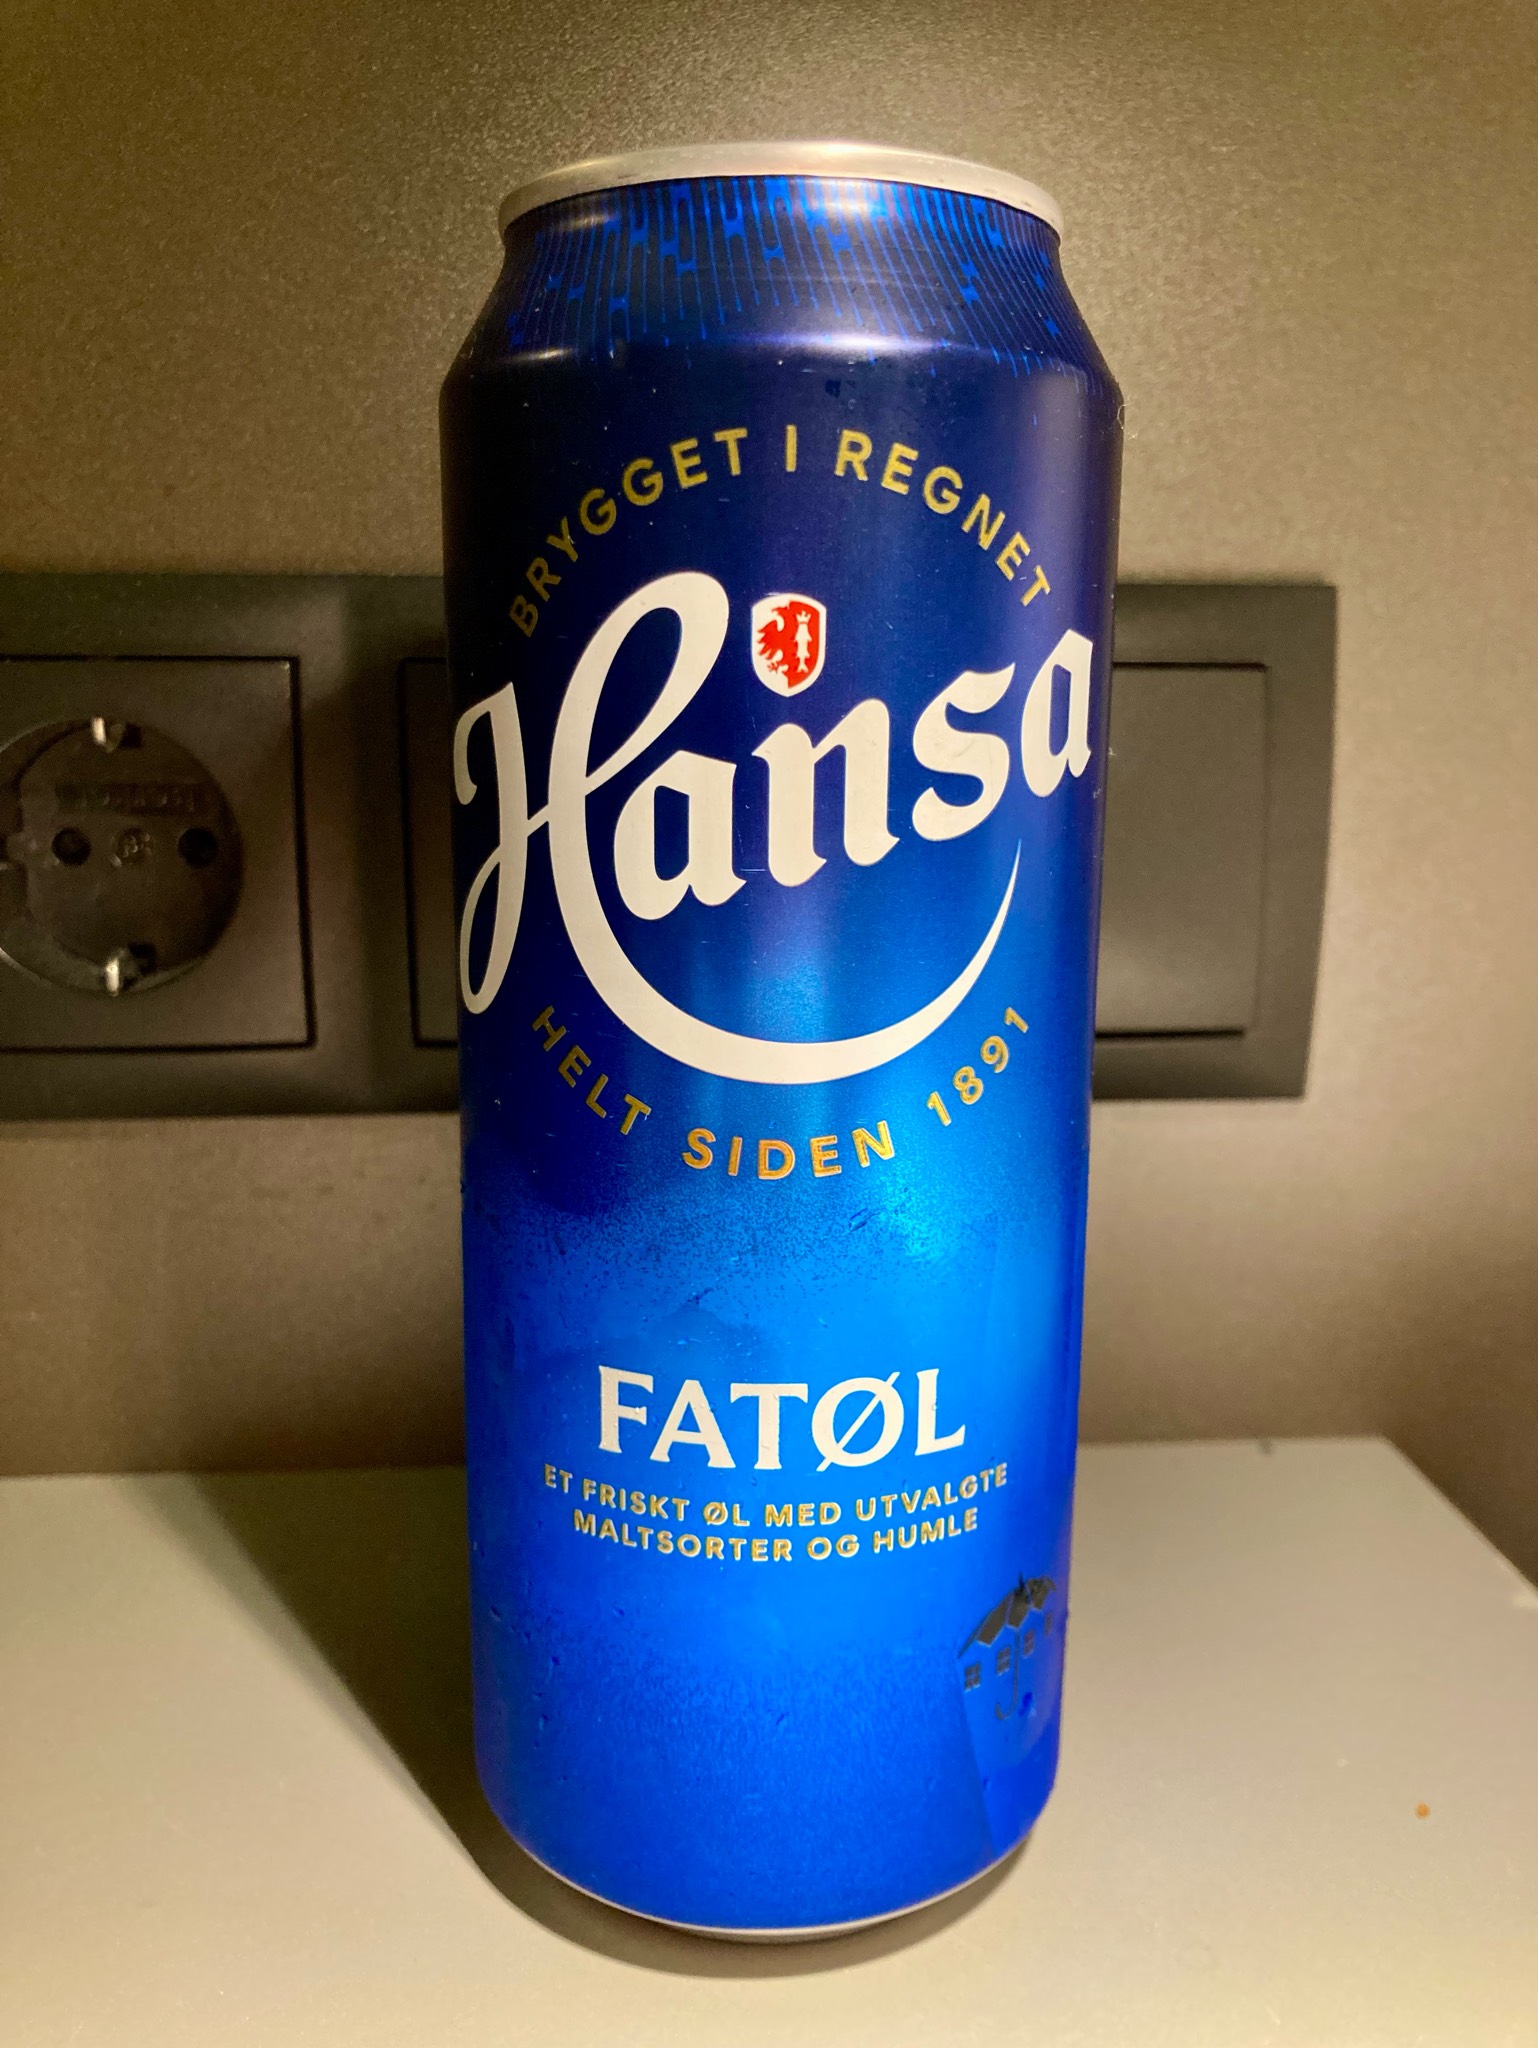 BRYGGET I REGNET
Hansa
HELT SIDEN 1891
FATØL
ET FRISKT ØL MED UTVALGTE
MALTSORTER OG HUMLE